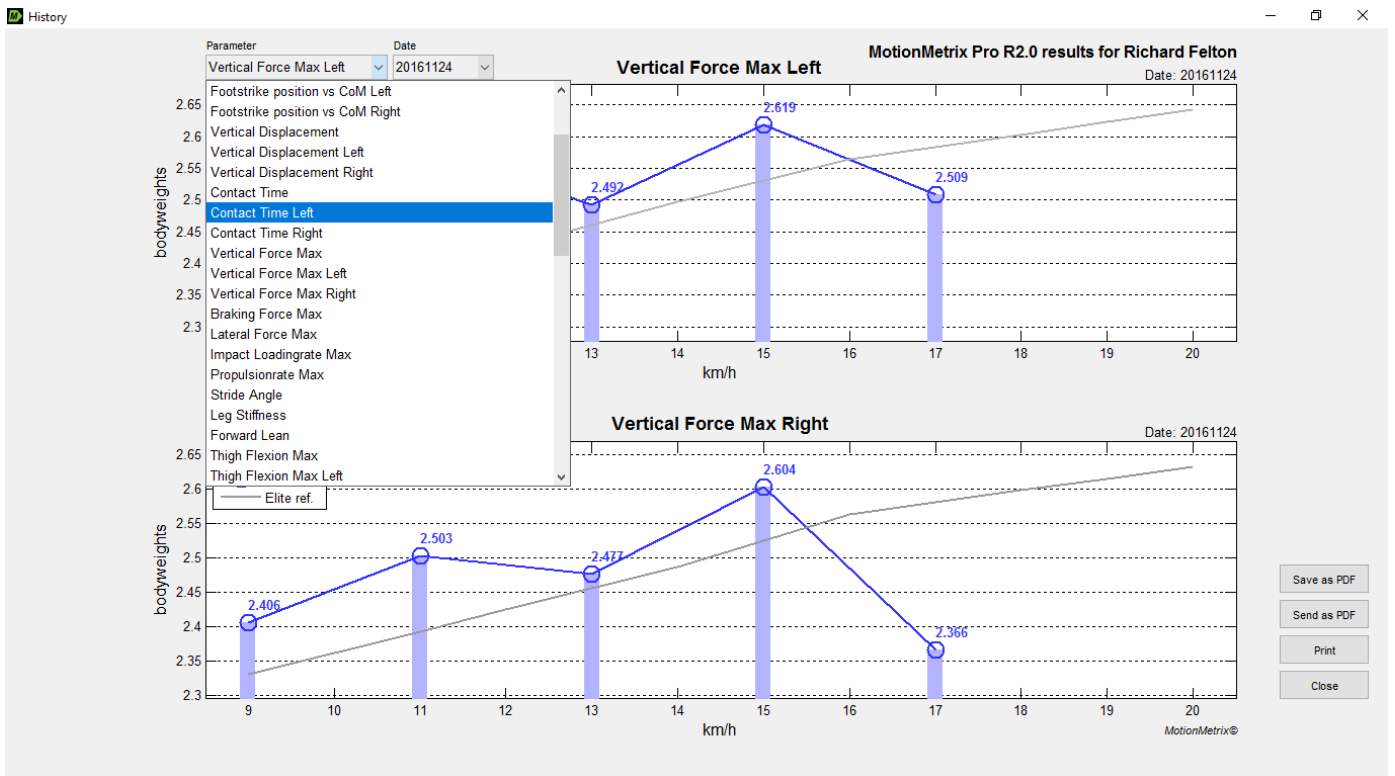 History
Parameter
Date
Vertical Force Max Left
20161124
Vertical Force Max Left
MotionMetrix Pro R2.0 results for Richard Felton
Date: 20161124
Footstrike position vs CoM Left
Footstrike position vs CoM Right
Vertical Displacement
Vertical Displacement Left
Vertical Displacement Right
Contact Time
Contact Time Left
Contact Time Right
Vertical Force Max
Vertical Force Max Left
Vertical Force Max Right
Braking Force Max
Lateral Force Max
Impact Loadingrate Max
Propulsionrate Max
Stride Angle
Leg Stiffness
Forward Lean
Thigh Flexion Max
Thigh Flexion Max Left
bodyweights
2.65
2.6
2.55
2.5
2.45
2.4
2.35
2.3
2.492
2.619
2.509
13 14 15 16 17 18 19 20
km/h
Vertical Force Max Right
Date: 20161124
Elite ref.
bodyweights
2.65
2.6
2.55
2.5
2.45
2.4
2.35
2.3
2.406
2.503
2.477
2.604
2.366
9 10 11 12 13 14 15 16 17 18 19 20
km/h
Save as PDF
Send as PDF
Print
Close
MotionMetrix©